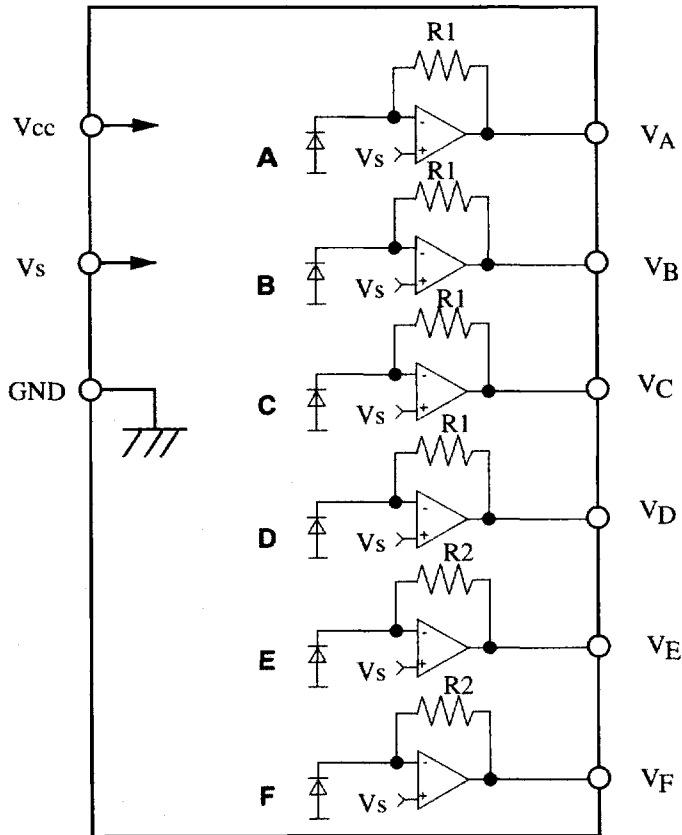 R1
Vcc
A
Vs
-
+
VA
R1
Vs
B
Vs
-
+
VB
R1
GND
C
Vs
-
+
VC
R1
D
Vs
-
+
VD
R2
E
Vs
-
+
VE
R2
F
Vs
-
+
VF